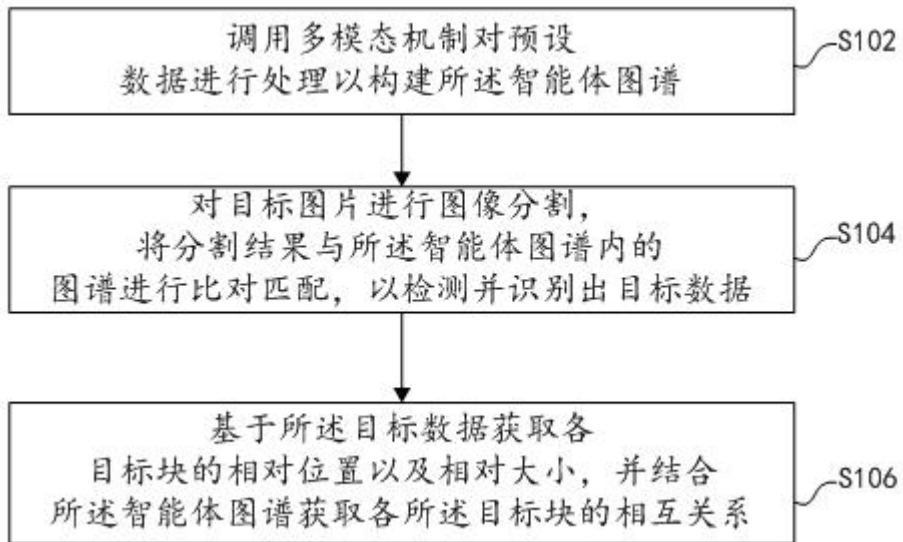 调用多模态机制对预设
数据进行处理以构建所述智能体图谱
S102
对目标图片进行图像分割，
将分割结果与所述智能体图谱内的
图谱进行比对匹配，以检测并识别出目标数据
S104
基于所述目标数据获取各
目标块的相对位置以及相对大小，并结合
所述智能体图谱获取各所述目标块的相互关系
S106